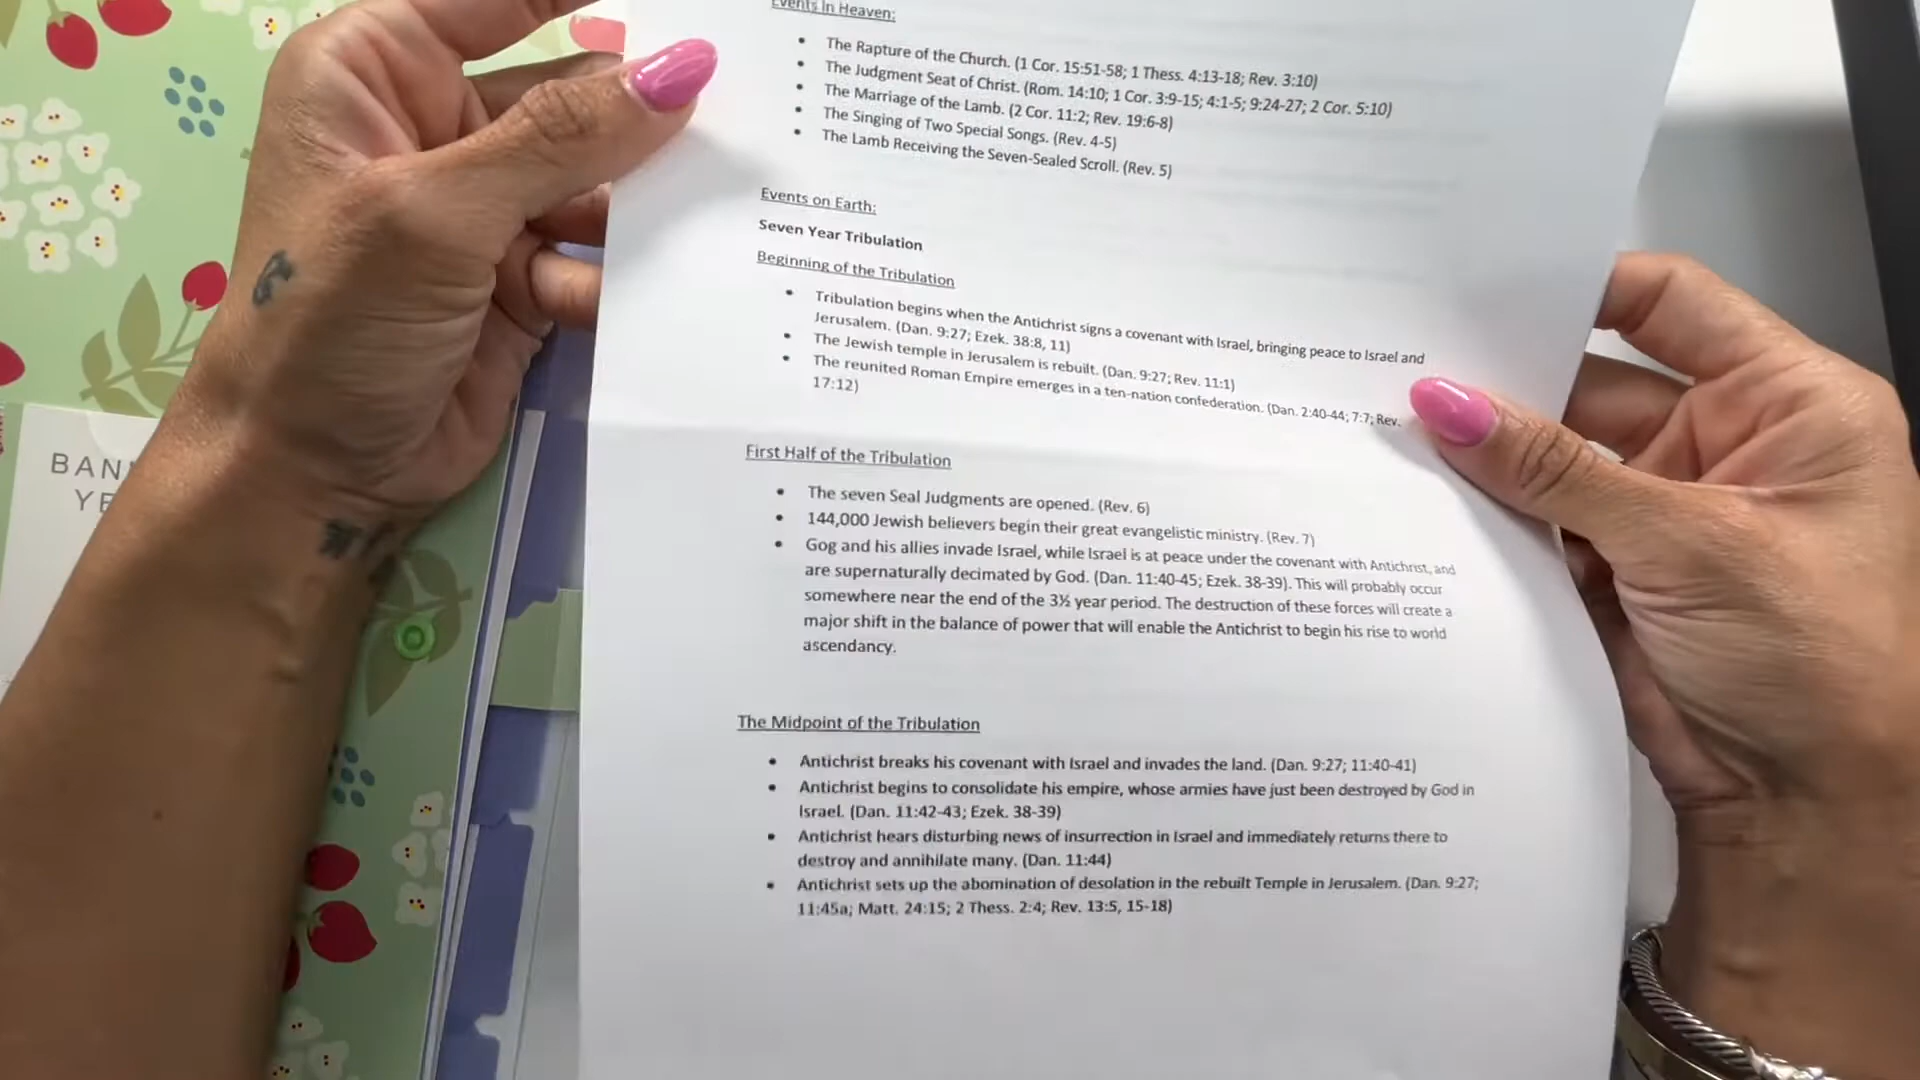 Events in Heaven:
• The Rapture of the Church. (1 Cor. 15:51-58; 1 Thess. 4:13-18; Rev. 3:10)
• The Judgment Seat of Christ. (Rom. 14:10; 1 Cor. 3:9-15; 4:1-5; 9:24-27; 2 Cor. 5:10)
• The Marriage of the Lamb. (2 Cor. 11:2; Rev. 19:6-8)
• The Singing of Two Special Songs. (Rev. 4-5)
• The Lamb Receiving the Seven-Sealed Scroll. (Rev. 5)
Events on Earth:
Seven Year Tribulation
Beginning of the Tribulation
• Tribulation begins when the Antichrist signs a covenant with Israel, bringing peace to Israel and
Jerusalem. (Dan. 9:27; Ezek. 38:8, 11)
• The Jewish temple in Jerusalem is rebuilt. (Dan. 9:27; Rev. 11:1)
• The reunited Roman Empire emerges in a ten-nation confederation. (Dan. 2:40-44; 7:7; Rev.
17:12)
First Half of the Tribulation
• The seven Seal Judgments are opened. (Rev. 6)
• 144,000 Jewish believers begin their great evangelistic ministry. (Rev. 7)
• Gog and his allies invade Israel, while Israel is at peace under the covenant with Antichrist, and
are supernaturally decimated by God. (Dan. 11:40-45; Ezek. 38-39). This will probably occur
somewhere near the end of the 3½ year period. The destruction of these forces will create a
major shift in the balance of power that will enable the Antichrist to begin his rise to world
ascendancy.
The Midpoint of the Tribulation
• Antichrist breaks his covenant with Israel and invades the land. (Dan. 9:27; 11:40-41)
• Antichrist begins to consolidate his empire, whose armies have just been destroyed by God in
Israel. (Dan. 11:42-43; Ezek. 38-39)
• Antichrist hears disturbing news of insurrection in Israel and immediately returns there to
destroy and annihilate many. (Dan. 11:44)
• Antichrist sets up the abomination of desolation in the rebuilt Temple in Jerusalem. (Dan. 9:27;
11:45a; Matt. 24:15; 2 Thess. 2:4; Rev. 13:5, 15-18)